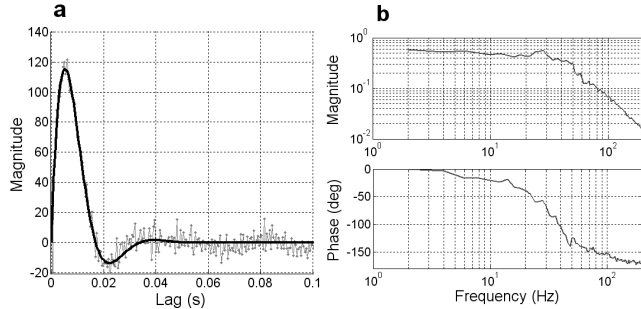 a
140
120
100
80
60
40
20
0
-20
0 0.02 0.04 0.06 0.08 0.1
Magnitude
Lag (s)
b
10^0
10^-1
10^-2
10^0 10^1 10^2
Magnitude
0
-50
-100
-150
10^0 10^1 10^2
Phase (deg)
Frequency (Hz)